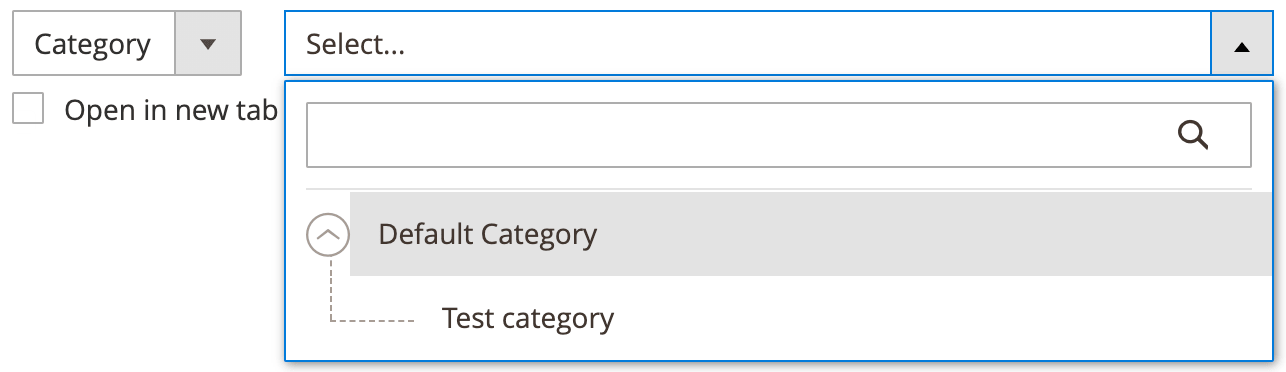 Category
Select...
Open in new tab
Default Category
Test category